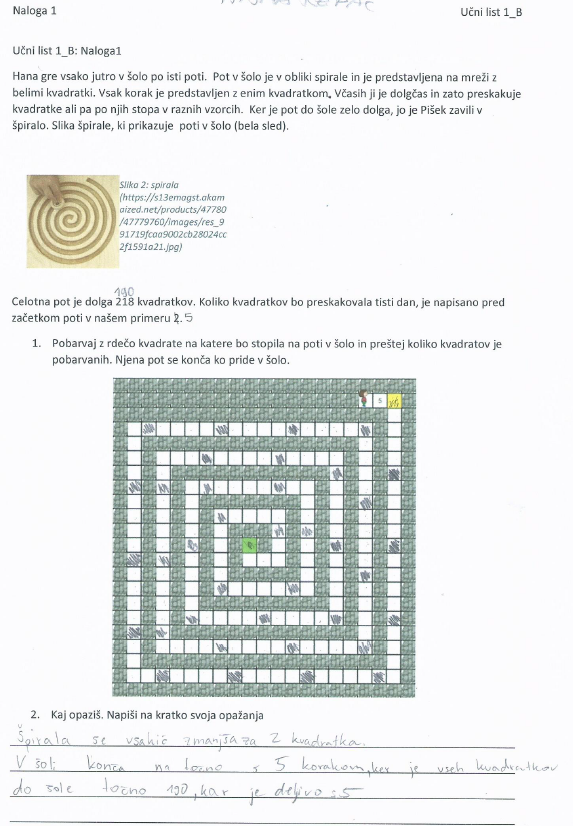 Naloga 1
Učni list 1_B
Učni list 1_B: Naloga1
Hana gre vsako jutro v šolo po isti poti. Pot v šolo je v obliki spirale in je predstavljena na mreži z
belimi kvadratki. Vsak korak je predstavljen z enim kvadratkom. Včasih ji je dolgčas in zato preskakuje
kvadratke ali pa po njih stopa v raznih vzorcih. Ker je pot do šole zelo dolga, jo je Pišek zavili v
špiralo. Slika špirale, ki prikazuje poti v šolo (bela sled).
Slika 2: spirala
(https://s13emagst.akam
aized.net/products/47780
/47779760/images/res_9
91719fcaa9002cb28024cc
2f1591a21.jpg)
190
Celotna pot je dolga 218 kvadratkov. Koliko kvadratkov bo preskakovala tisti dan, je napisano pred
začetkom poti v našem primeru 2. 5
1. Pobarvaj z rdečo kvadrate na katere bo stopila na poti v šolo in preštej koliko kvadratov je
pobarvanih. Njena pot se konča ko pride v šolo.
5
2. Kaj opaziš. Napiši na kratko svoja opažanja
Špirala se vsakič zmanjša za 2 kvadratka.
V šoli konča na točno s 5 korakom, ker je vseh kvadratkov
do šole točno 190, kar je deljivo s 5